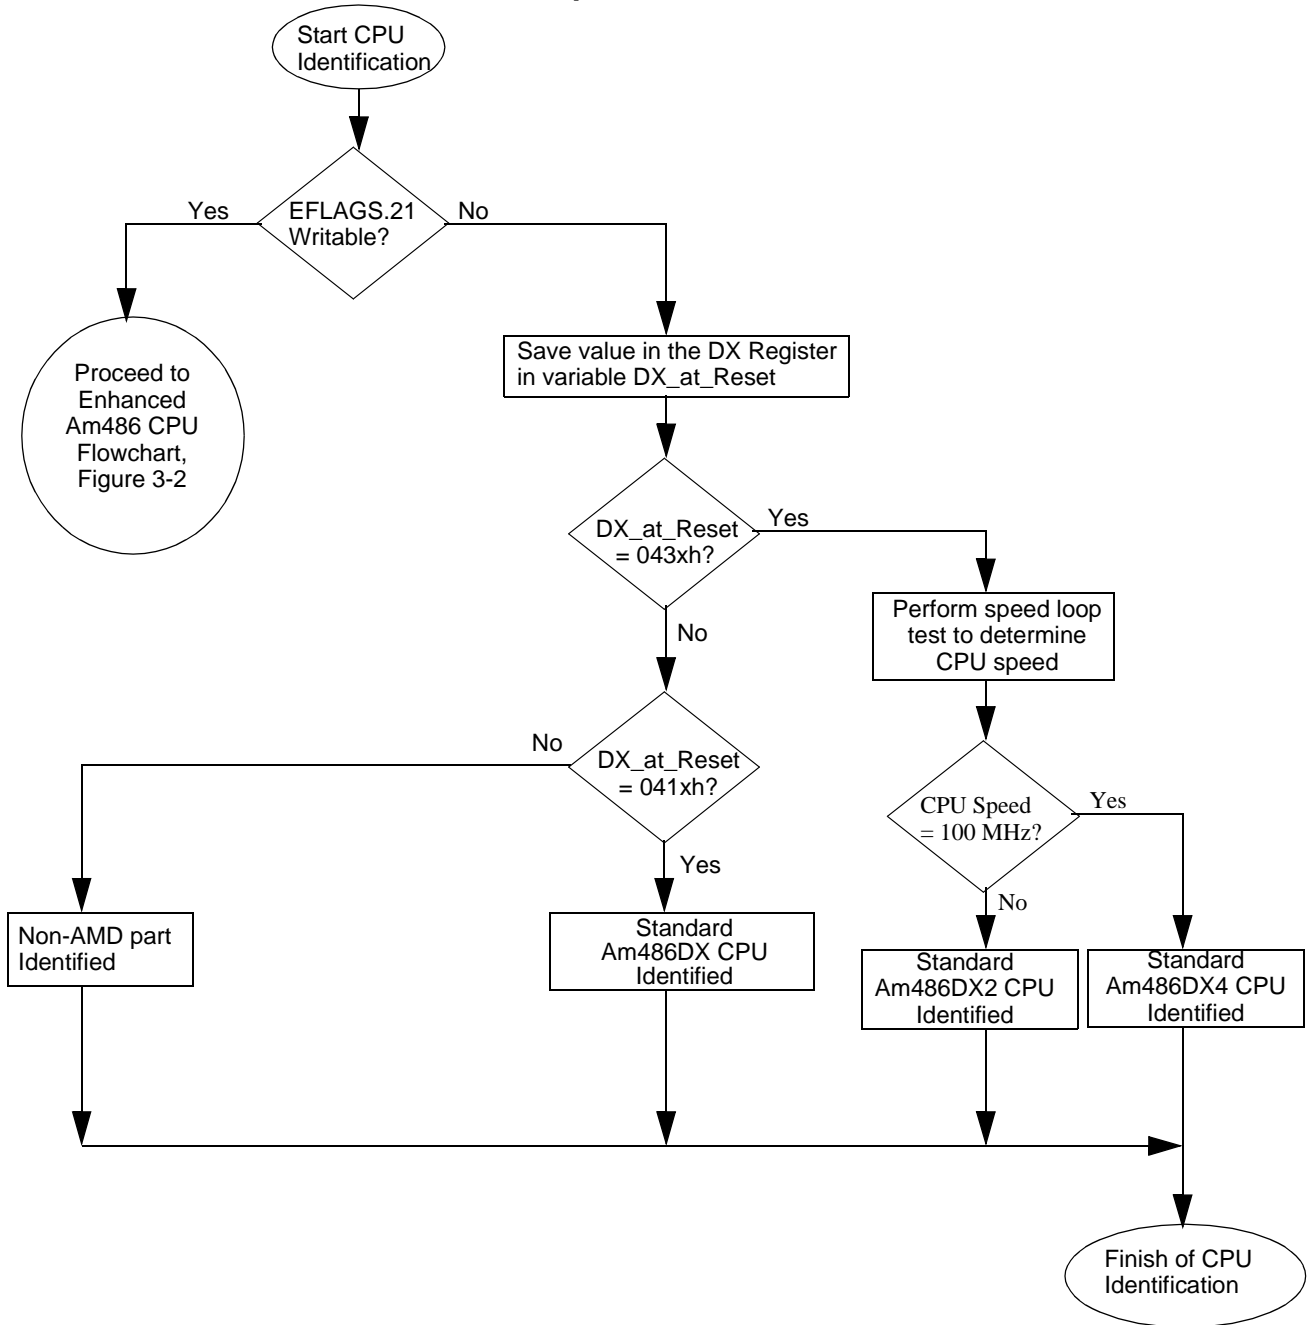 Start CPU
Identification
Yes
EFLAGS.21
Writable?
No
Proceed to
Enhanced
Am486 CPU
Flowchart,
Figure 3-2
Save value in the DX Register
in variable DX_at_Reset
DX_at_Reset
= 043xh?
Yes
No
Perform speed loop
test to determine
CPU speed
No
DX_at_Reset
= 041xh?
Yes
CPU Speed
= 100 MHz?
Yes
No
Non-AMD part
Identified
Standard
Am486DX CPU
Identified
Standard
Am486DX2 CPU
Identified
Standard
Am486DX4 CPU
Identified
Finish of CPU
Identification